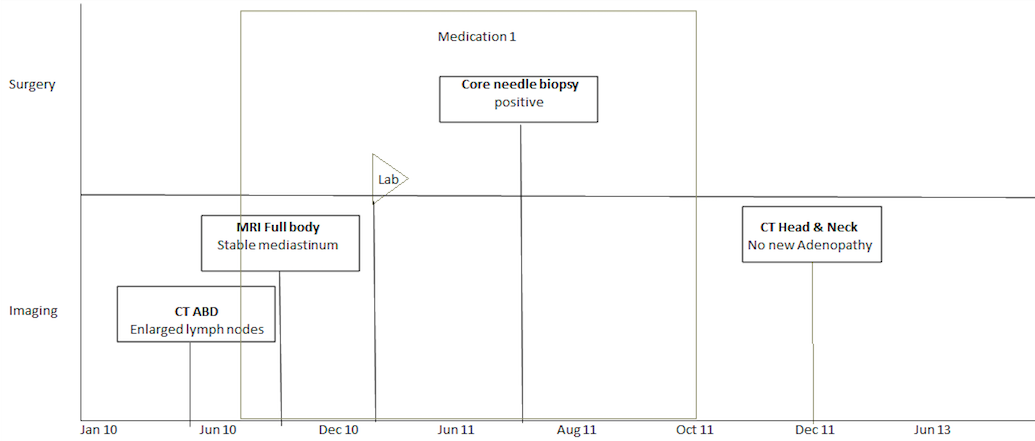 Medication 1
Surgery
Core needle biopsy
positive
Lab
MRI Full body
Stable mediastinum
CT Head & Neck
No new Adenopathy
Imaging
CT ABD
Enlarged lymph nodes
Jan 10 Jun 10 Dec 10 Jun 11 Aug 11 Oct 11 Dec 11 Jun 13